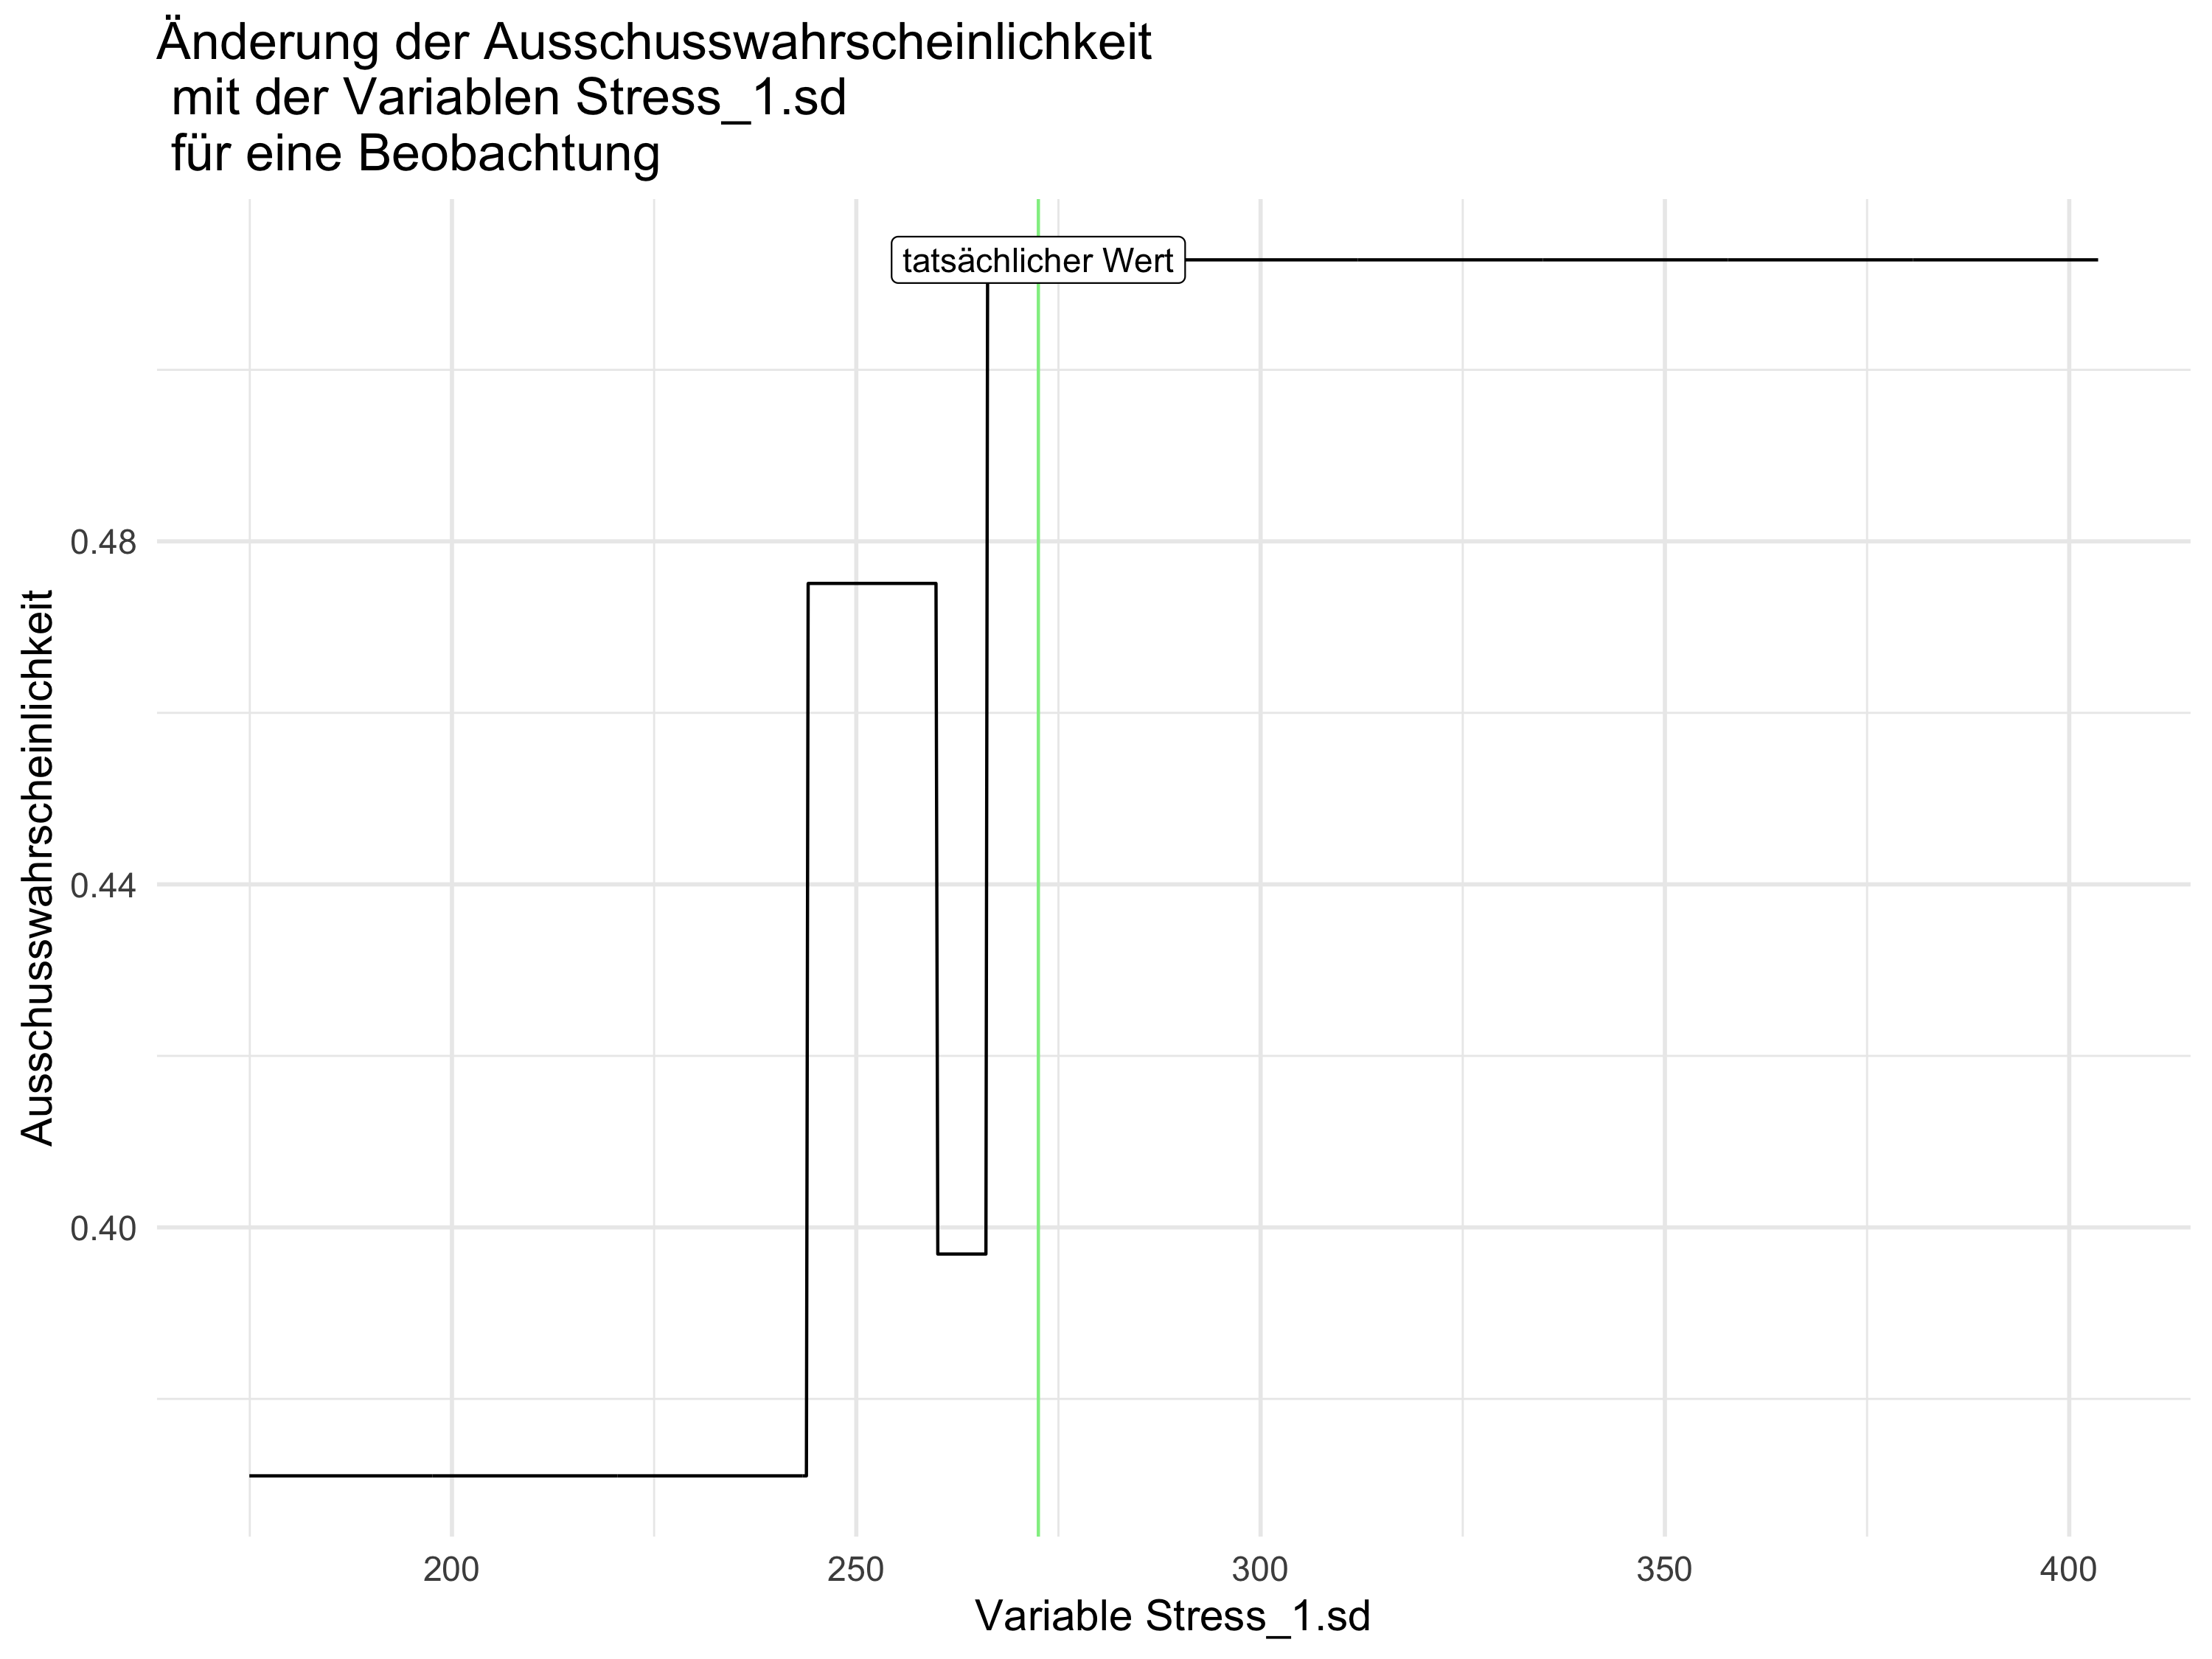 Änderung der Ausschusswahrscheinlichkeit
mit der Variablen Stress_1.sd
für eine Beobachtung
tatsächlicher Wert
0.48
0.44
0.40
Ausschusswahrscheinlichkeit
200
250
300
350
400
Variable Stress_1.sd